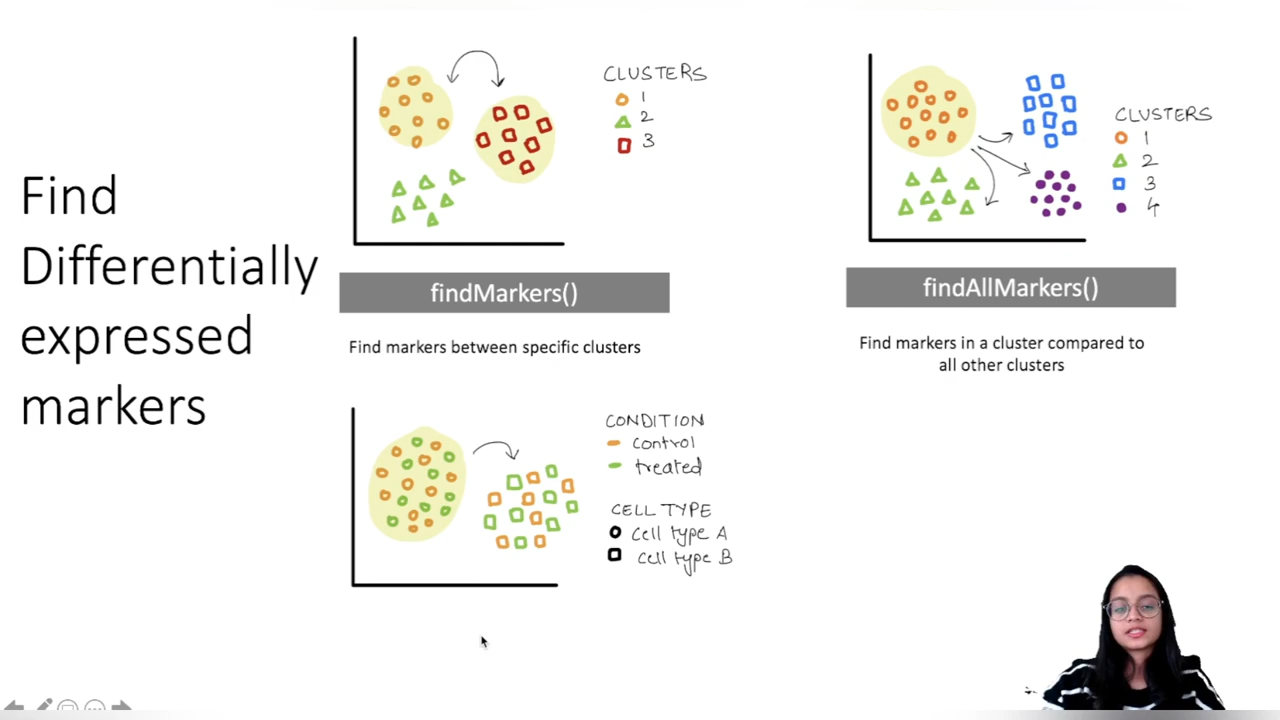 Find
Differentially
expressed
markers
CLUSTERS
1
2
3
findMarkers()
Find markers between specific clusters
CONDITION
control
treated
CELL TYPE
cell type A
cell type B
CLUSTERS
1
2
3
4
findAllMarkers()
Find markers in a cluster compared to
all other clusters